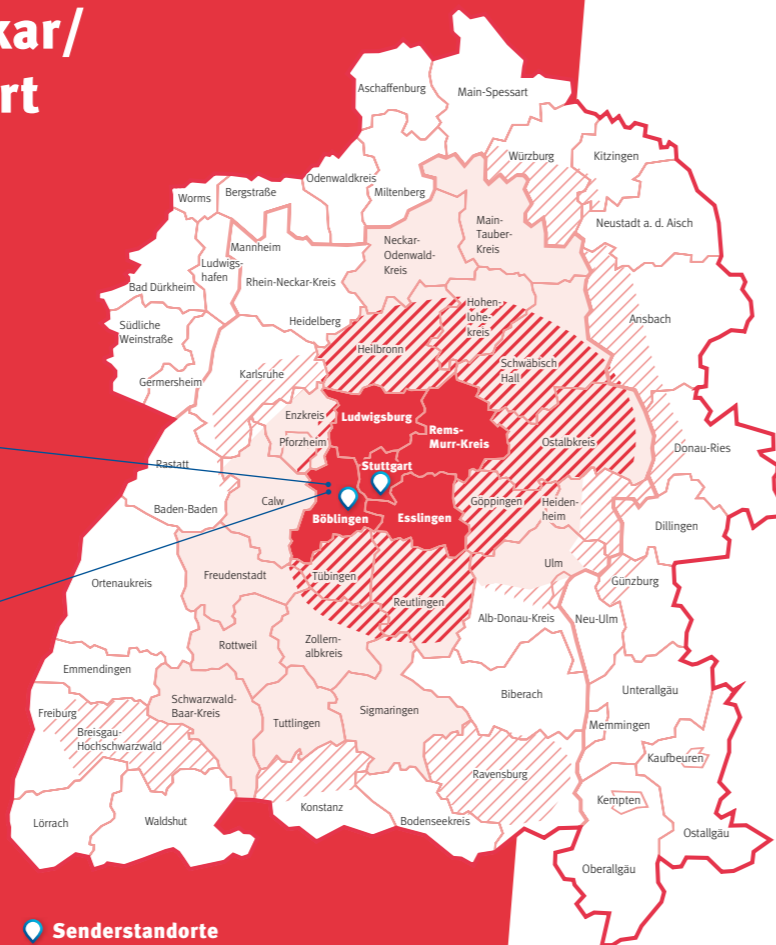 kar/
rt
Aschaffenburg
Main-Spessart
Würzburg
Kitzingen
Odenwaldkreis
Miltenberg
Worms
Bergstraße
Neustadt a. d. Aisch
Main-
Tauber-
Kreis
Neckar-
Odenwald-
Kreis
Mannheim
Ludwigs-
hafen
Rhein-Neckar-Kreis
Bad Dürkheim
Hohen-
lohe-
kreis
Ansbach
Heidelberg
Südliche
Weinstraße
Heilbronn
Schwäbisch
Hall
Karlsruhe
Germersheim
Enzkreis
Ludwigsburg
Rems-
Murr-Kreis
Pforzheim
Ostalbkreis
Donau-Ries
Rastatt
Stuttgart
Calw
Göppingen
Heiden-
heim
Baden-Baden
Böblingen
Esslingen
Dillingen
Ulm
Ortenaukreis
Freudenstadt
Tübingen
Günzburg
Reutlingen
Alb-Donau-Kreis
Neu-Ulm
Rottweil
Zollern-
albkreis
Emmendingen
Biberach
Unterallgäu
Schwarzwald-
Baar-Kreis
Sigmaringen
Freiburg
Tuttlingen
Memmingen
Breisgau-
Hochschwarzwald
Kaufbeuren
Ravensburg
Kempten
Konstanz
Lörrach
Waldshut
Bodenseekreis
Ostallgäu
Oberallgäu
Senderstandorte